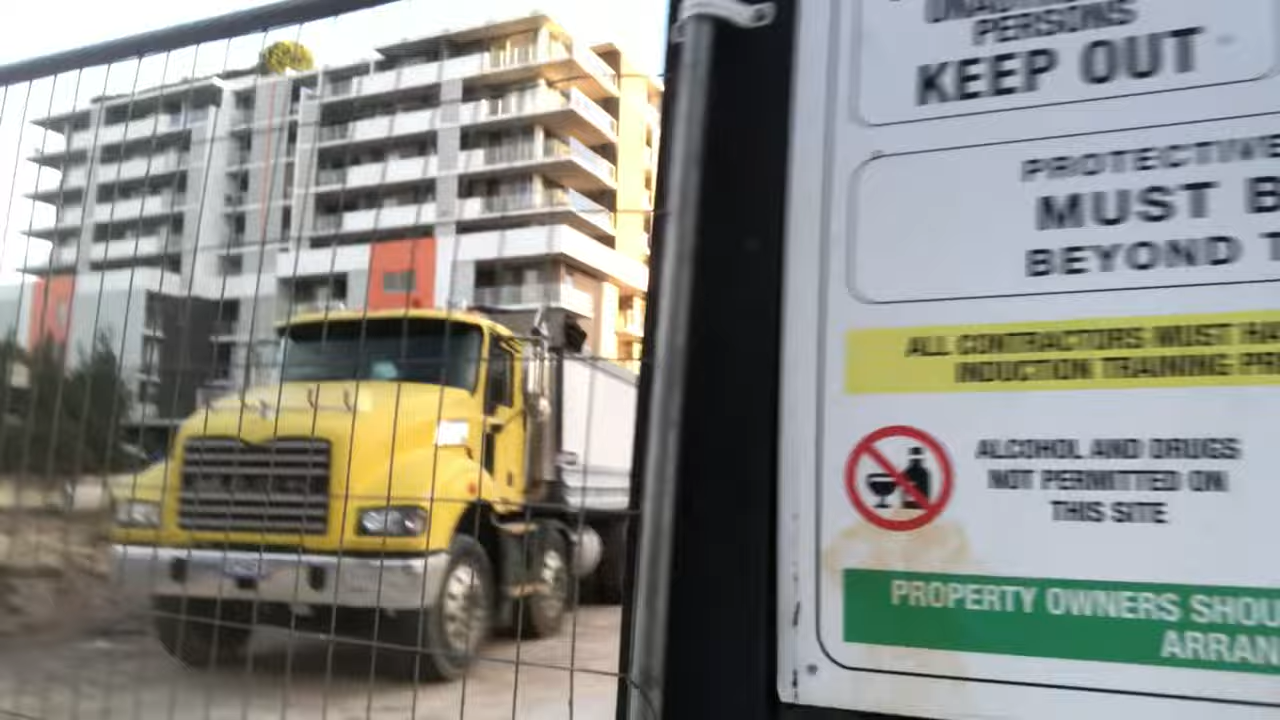 PERSONS
KEEP OUT
PROTECTIVE
MUST B
BEYOND T
ALL CONTRACTORS MUST HA
INDUCTION TRAINING PR
ALCOHOL AND DRUGS
NOT PERMITTED ON
THIS SITE
PROPERTY OWNERS SHOU
ARRAN